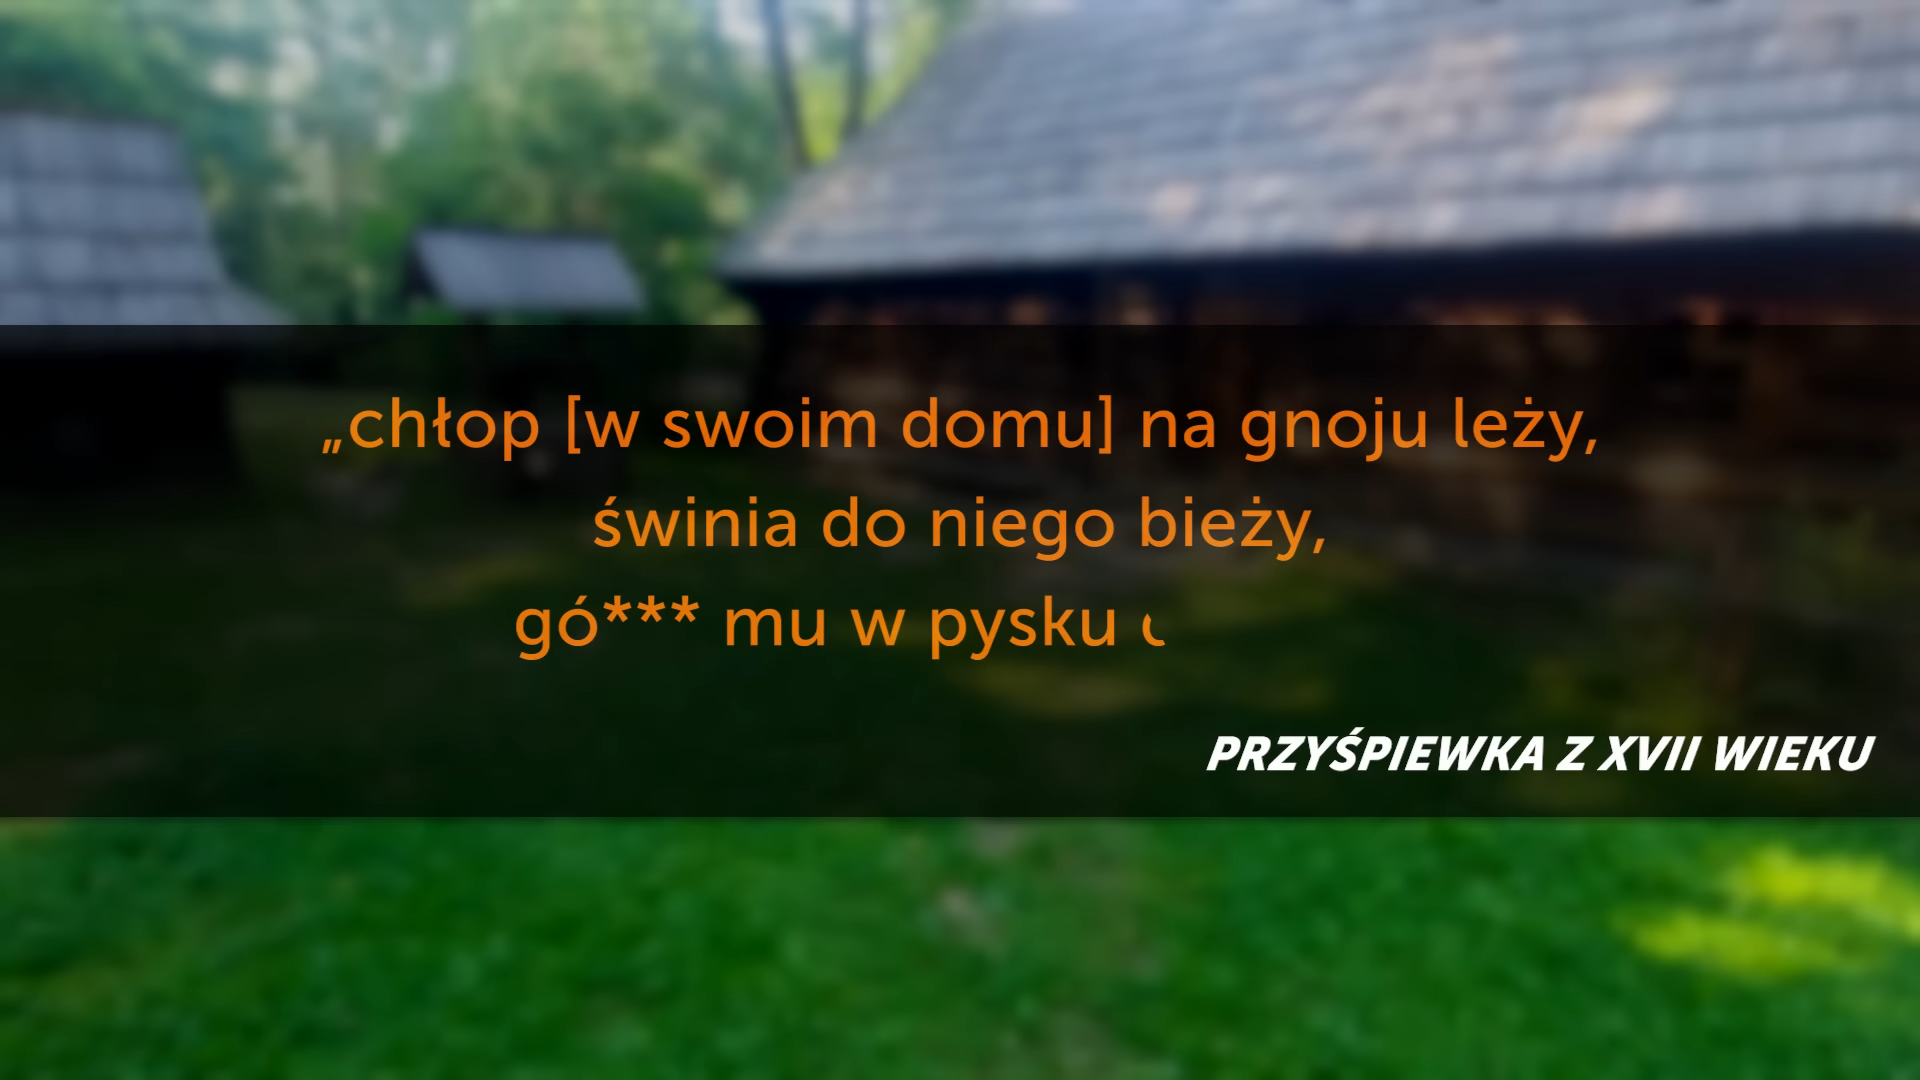 „chłop [w swoim domu] na gnoju leży,
świnia do niego bieży,
gó*** mu w pysku
PRZYŚPIEWKA Z XVII WIEKU